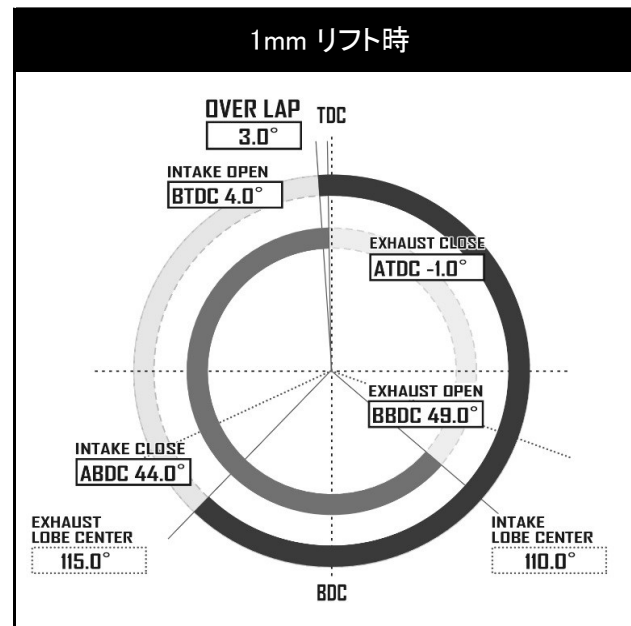 1mm リフト時
OVER LAP
3.0°
TDC
INTAKE OPEN
BTDC 4.0°
EXHAUST CLOSE
ATDC -1.0°
EXHAUST OPEN
BBDC 49.0°
INTAKE CLOSE
ABDC 44.0°
EXHAUST
LOBE CENTER
115.0°
INTAKE
LOBE CENTER
110.0°
BDC